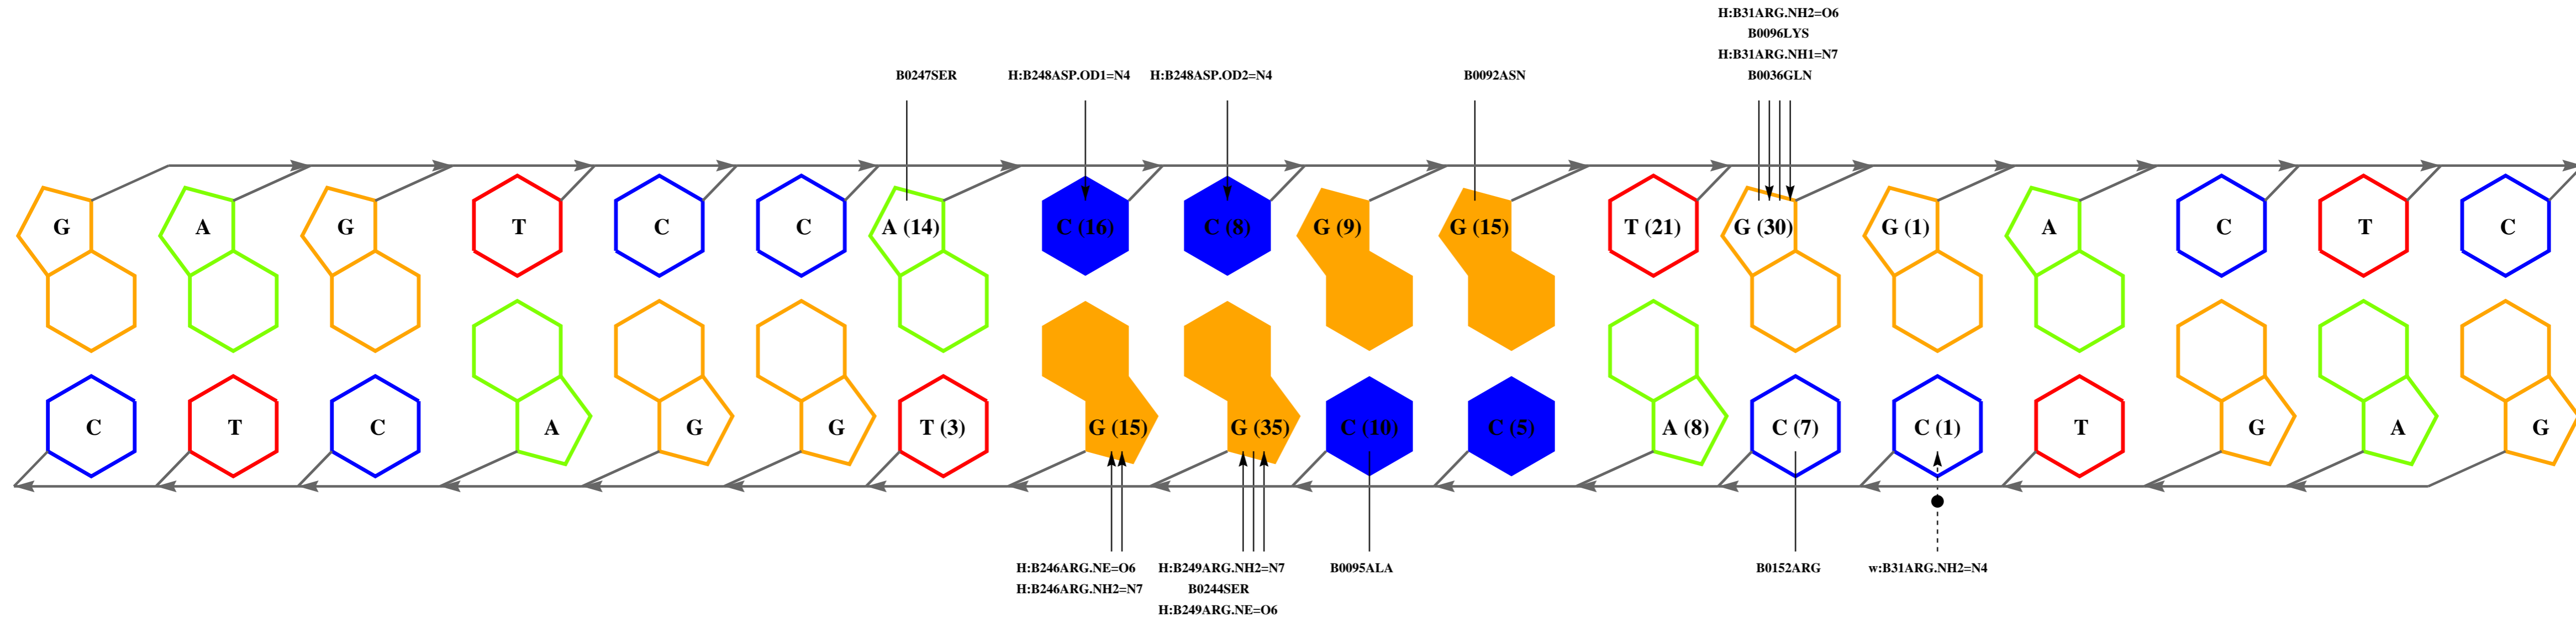 H:B31ARG.NH2=O6
B0096LYS
H:B31ARG.NH1=N7
B0247SER H:B248ASP.OD1=N4 H:B248ASP.OD2=N4 B0092ASN B0036GLN
G A G T C C A (14) C (16) C (8) G (9) G (15) T (21) G (30) G (1) A C T C
C T C A G G T (3) G (15) G (35) C (10) C (5) A (8) C (7) C (1) T G A G
H:B246ARG.NE=O6 H:B249ARG.NH2=N7 B0095ALA B0152ARG w:B31ARG.NH2=N4
H:B246ARG.NH2=N7 B0244SER
H:B249ARG.NE=O6